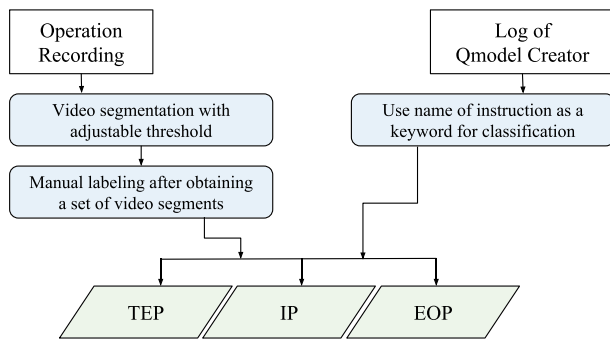 Operation
Recording
Log of
Qmodel Creator
Video segmentation with
adjustable threshold
Use name of instruction as a
keyword for classification
Manual labeling after obtaining
a set of video segments
TEP
IP
EOP